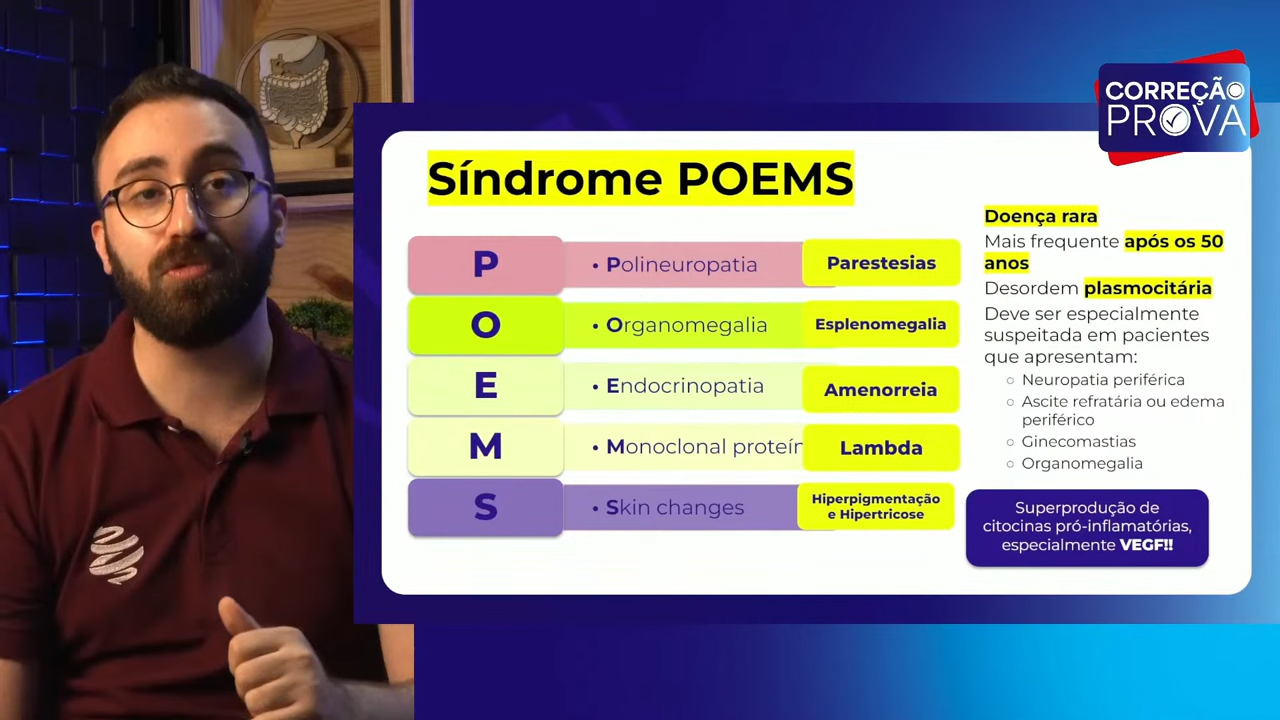 CORREÇÃO
PROVA
Síndrome POEMS
P
• Polineuropatia
Parestesias
O
• Organomegalia
Esplenomegalia
E
• Endocrinopatia
Amenorreia
M
• Monoclonal proteín
Lambda
S
• Skin changes
Hiperpigmentação
e Hipertricose
Doença rara
Mais frequente após os 50
anos
Desordem plasmocitária
Deve ser especialmente
suspeitada em pacientes
que apresentam:
○ Neuropatia periférica
○ Ascite refratária ou edema
periférico
○ Ginecomastias
○ Organomegalia
Superprodução de
citocinas pró-inflamatórias,
especialmente VEGF!!